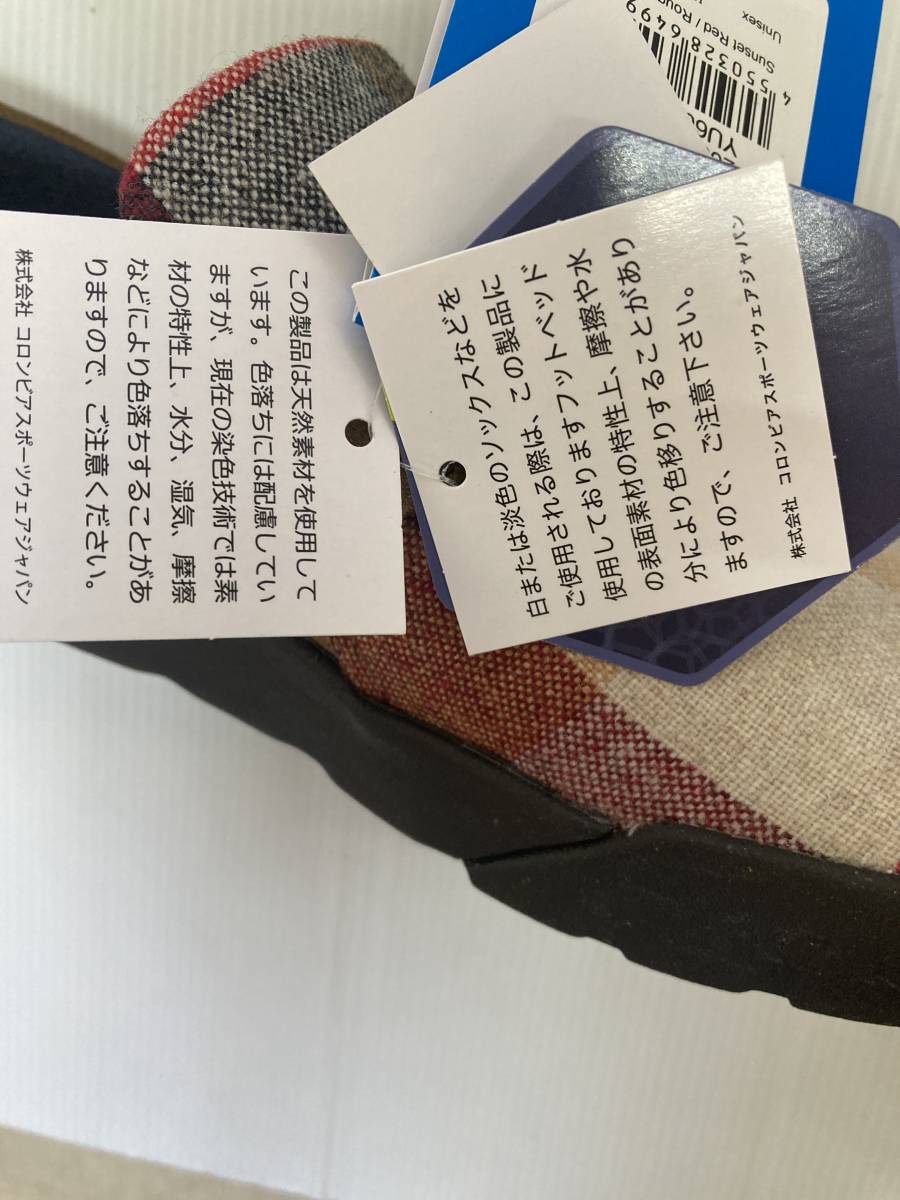 この製品は天然素材を使用して
います。色落ちには配慮してい
ますが、現在の染色技術では素
材の特性上、水分、湿気、摩擦
などにより色落ちすることがあ
りますので、ご注意ください。
株式会社 コロンビアスポーツウェアジャパン
白または淡色のソックスなどを
ご使用される際は、この製品に
使用しておりますフットベッド
の表面素材の特性上、摩擦や水
分により色移りすることがあり
ますので、ご注意下さい。
株式会社 コロンビアスポーツウェアジャパン
Unisex
Sunset Red / Roun
4 550328 6499
YU6